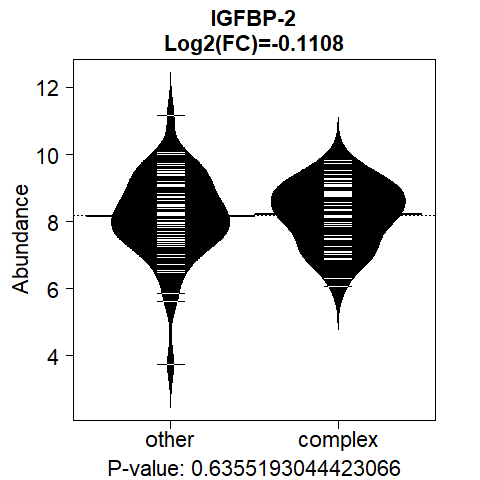 IGFBP-2
Log2(FC)=-0.1108
Abundance
12
10
8
6
4
other complex
P-value: 0.6355193044423066